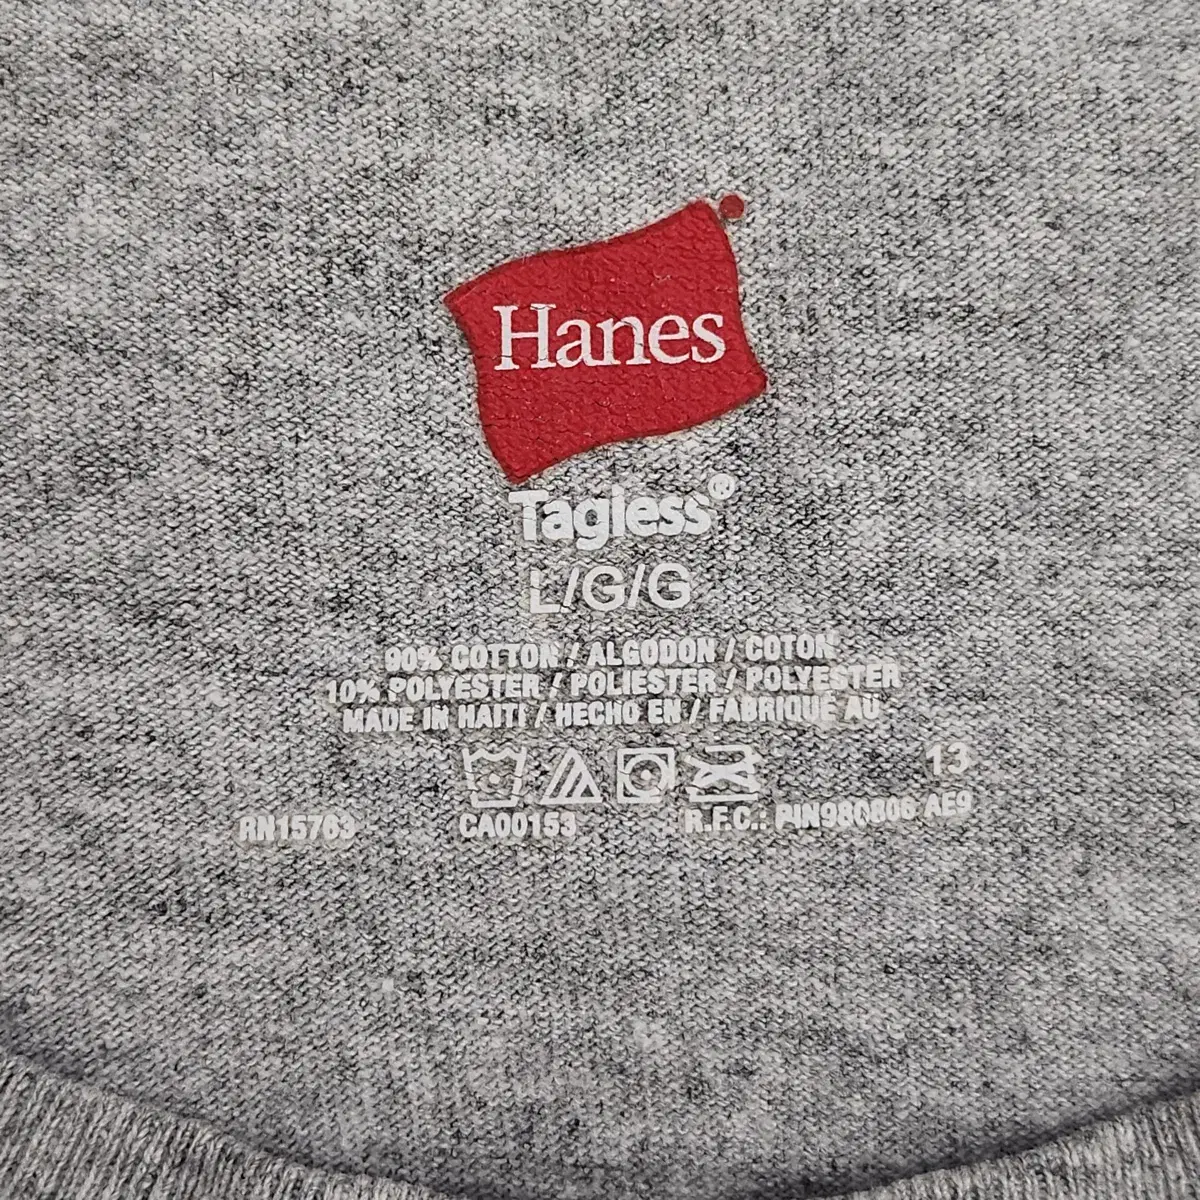 Hanes
Tagless®
L/G/G
90% COTTON / ALGODON / COTON
10% POLYESTER / POLIESTER / POLYESTER
MADE IN HAITI / HECHO EN / FABRIQUÉ AU
13
RN15763 CA00153 R.F.C.: PIN980806 AE9